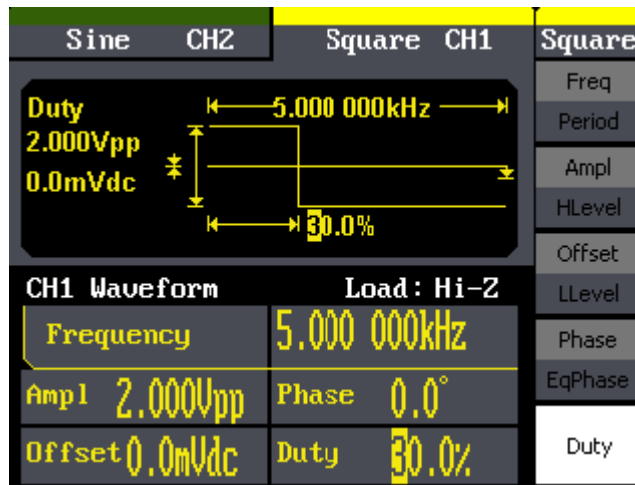 Sine CH2 Square CH1 Square
Duty 5.000 000kHz
2.000Vpp
0.0mVdc
30.0%
Freq
Period
Ampl
HLevel
Offset
LLevel
Phase
EqPhase
Duty
CH1 Waveform Load: Hi-Z
Frequency 5.000 000kHz
Ampl 2.000Vpp Phase 0.0°
Offset 0.0mVdc Duty 30.0%